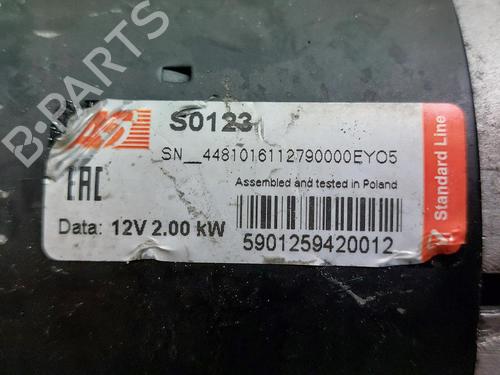 B-PARTS
AS
S0123
SN__4481016112790000EYO5
Assembled and tested in Poland
EAC
Data: 12V 2.00 kW
5901259420012
Standard Line